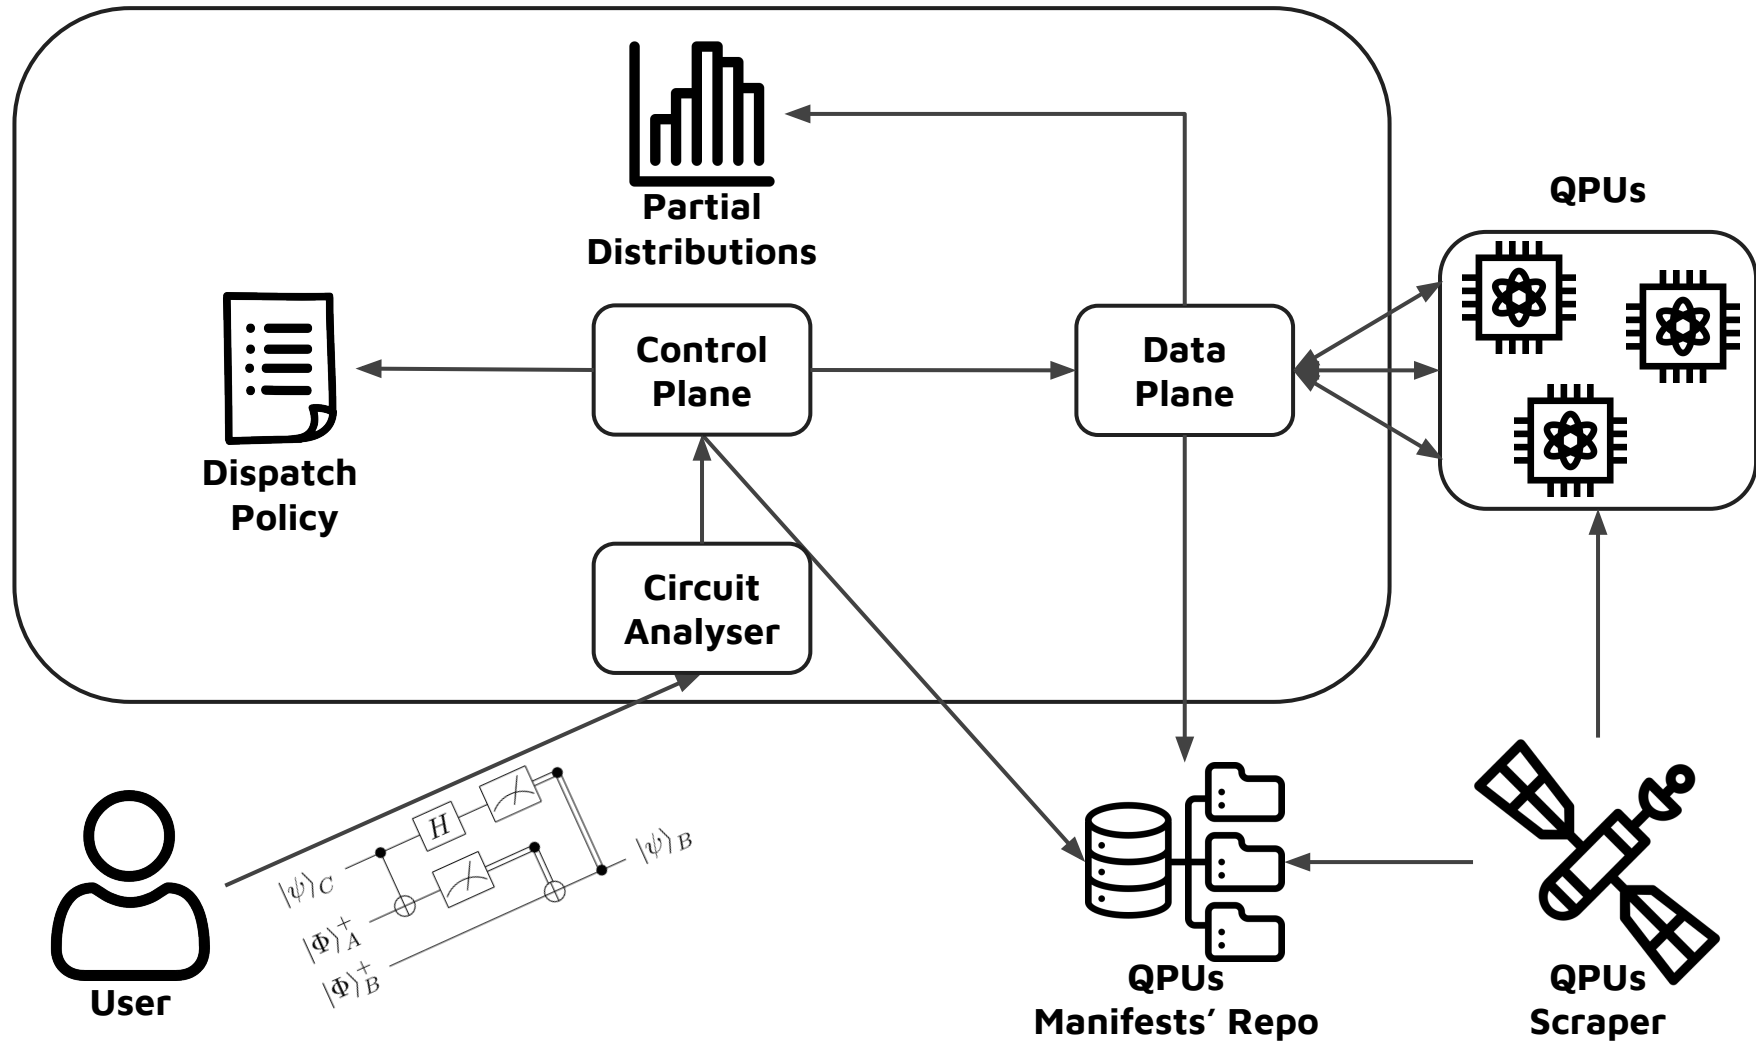 Partial
Distributions
QPUs
Control
Plane
Data
Plane
Dispatch
Policy
Circuit
Analyser
H
|ψ⟩C
|ψ⟩B
|Φ⟩+A
|Φ⟩+B
User
QPUs
Manifests’ Repo
QPUs
Scraper